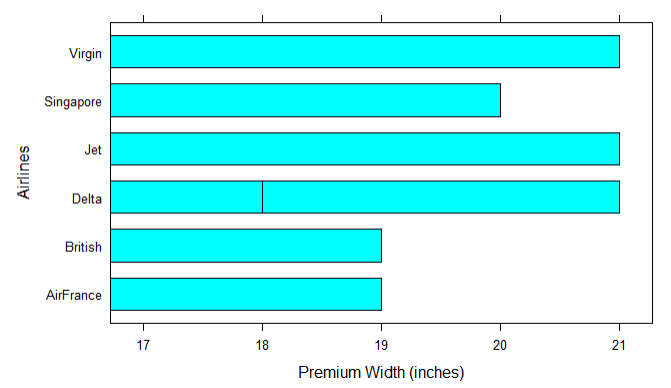 Virgin
Singapore
Jet
Delta
British
AirFrance
Airlines
17 18 19 20 21
Premium Width (inches)